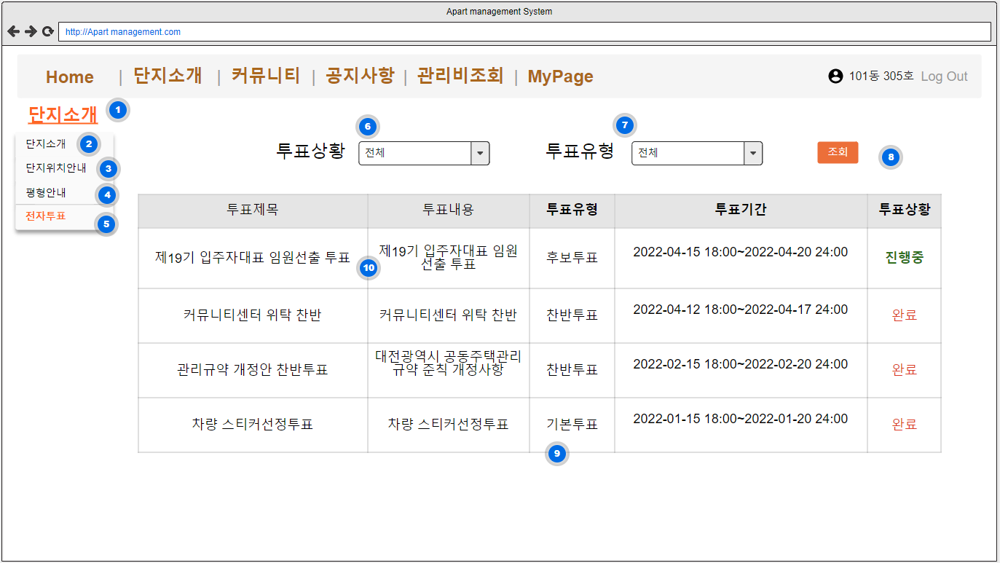 Apart management System
http://Apart management.com
Home | 단지소개 | 커뮤니티 | 공지사항 | 관리비조회 | MyPage
101동 305호 Log Out
단지소개 1
단지소개 2
단지위치안내 3
평형안내 4
전자투표 5
6
투표상황 전체
7
투표유형 전체
조회 8
투표제목 투표내용 투표유형 투표기간 투표상황
제19기 입주자대표 임원선출 투표
10
제19기 입주자대표 임원
선출 투표
후보투표
2022-04-15 18:00~2022-04-20 24:00
진행중
커뮤니티센터 위탁 찬반
커뮤니티센터 위탁 찬반
찬반투표
2022-04-12 18:00~2022-04-17 24:00
완료
관리규약 개정안 찬반투표
대전광역시 공동주택관리
규약 준칙 개정사항
찬반투표
2022-02-15 18:00~2022-02-20 24:00
완료
차량 스티커선정투표
차량 스티커선정투표
기본투표
2022-01-15 18:00~2022-01-20 24:00
완료
9